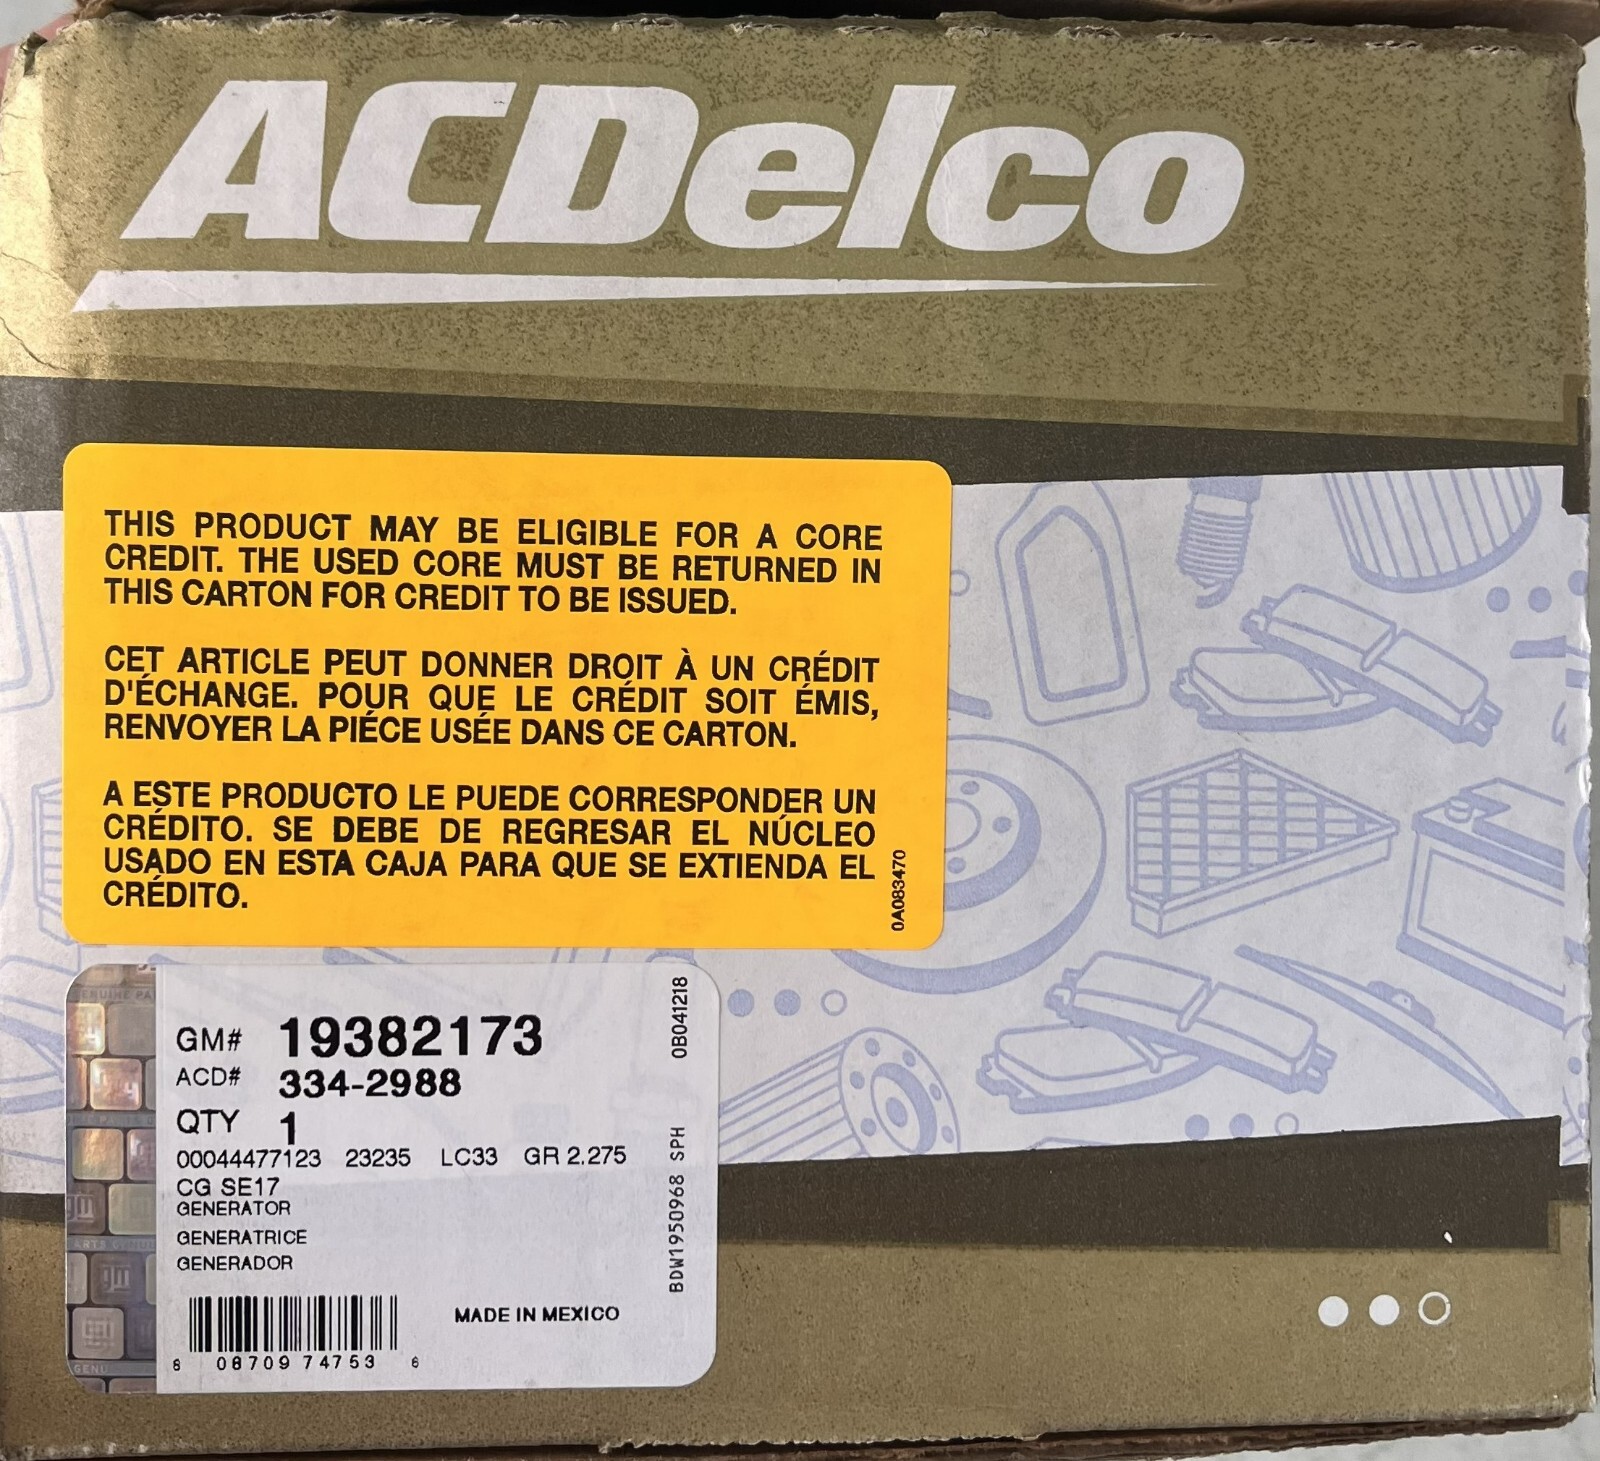 ACDelco
THIS PRODUCT MAY BE ELIGIBLE FOR A CORE
CREDIT. THE USED CORE MUST BE RETURNED IN
THIS CARTON FOR CREDIT TO BE ISSUED.
CET ARTICLE PEUT DONNER DROIT À UN CRÉDIT
D'ÉCHANGE. POUR QUE LE CRÉDIT SOIT ÉMIS,
RENVOYER LA PIÉCE USÉE DANS CE CARTON.
A ESTE PRODUCTO LE PUEDE CORRESPONDER UN
CRÉDITO. SE DEBE DE REGRESAR EL NÚCLEO
USADO EN ESTA CAJA PARA QUE SE EXTIENDA EL
CRÉDITO.
0A083470
GM# 19382173
ACD# 334-2988
QTY 1
00044477123 23235 LC33 GR 2.275
CG SE17
GENERATOR
GENERATRICE
GENERADOR
MADE IN MEXICO
8 08709 74753 6
BDW1950968 SPH 0B041218